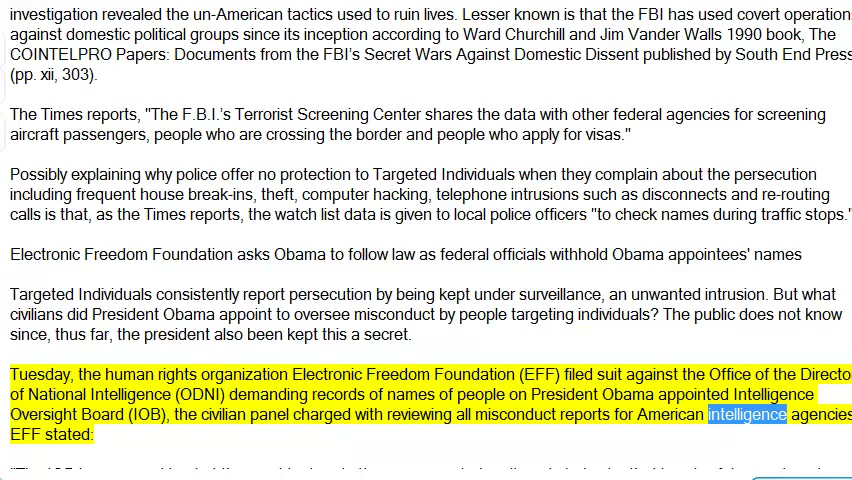 investigation revealed the un-American tactics used to ruin lives. Lesser known is that the FBI has used covert operation
against domestic political groups since its inception according to Ward Churchill and Jim Vander Walls 1990 book, The
COINTELPRO Papers: Documents from the FBI's Secret Wars Against Domestic Dissent published by South End Press
(pp. xii, 303).
The Times reports, "The F.B.I.'s Terrorist Screening Center shares the data with other federal agencies for screening
aircraft passengers, people who are crossing the border and people who apply for visas."
Possibly explaining why police offer no protection to Targeted Individuals when they complain about the persecution
including frequent house break-ins, theft, computer hacking, telephone intrusions such as disconnects and re-routing
calls is that, as the Times reports, the watch list data is given to local police officers "to check names during traffic stops."
Electronic Freedom Foundation asks Obama to follow law as federal officials withhold Obama appointees' names
Targeted Individuals consistently report persecution by being kept under surveillance, an unwanted intrusion. But what
civilians did President Obama appoint to oversee misconduct by people targeting individuals? The public does not know
since, thus far, the president also been kept this a secret.
Tuesday, the human rights organization Electronic Freedom Foundation (EFF) filed suit against the Office of the Directo
of National Intelligence (ODNI) demanding records of names of people on President Obama appointed Intelligence
Oversight Board (IOB), the civilian panel charged with reviewing all misconduct reports for American intelligence agencies
EFF stated: